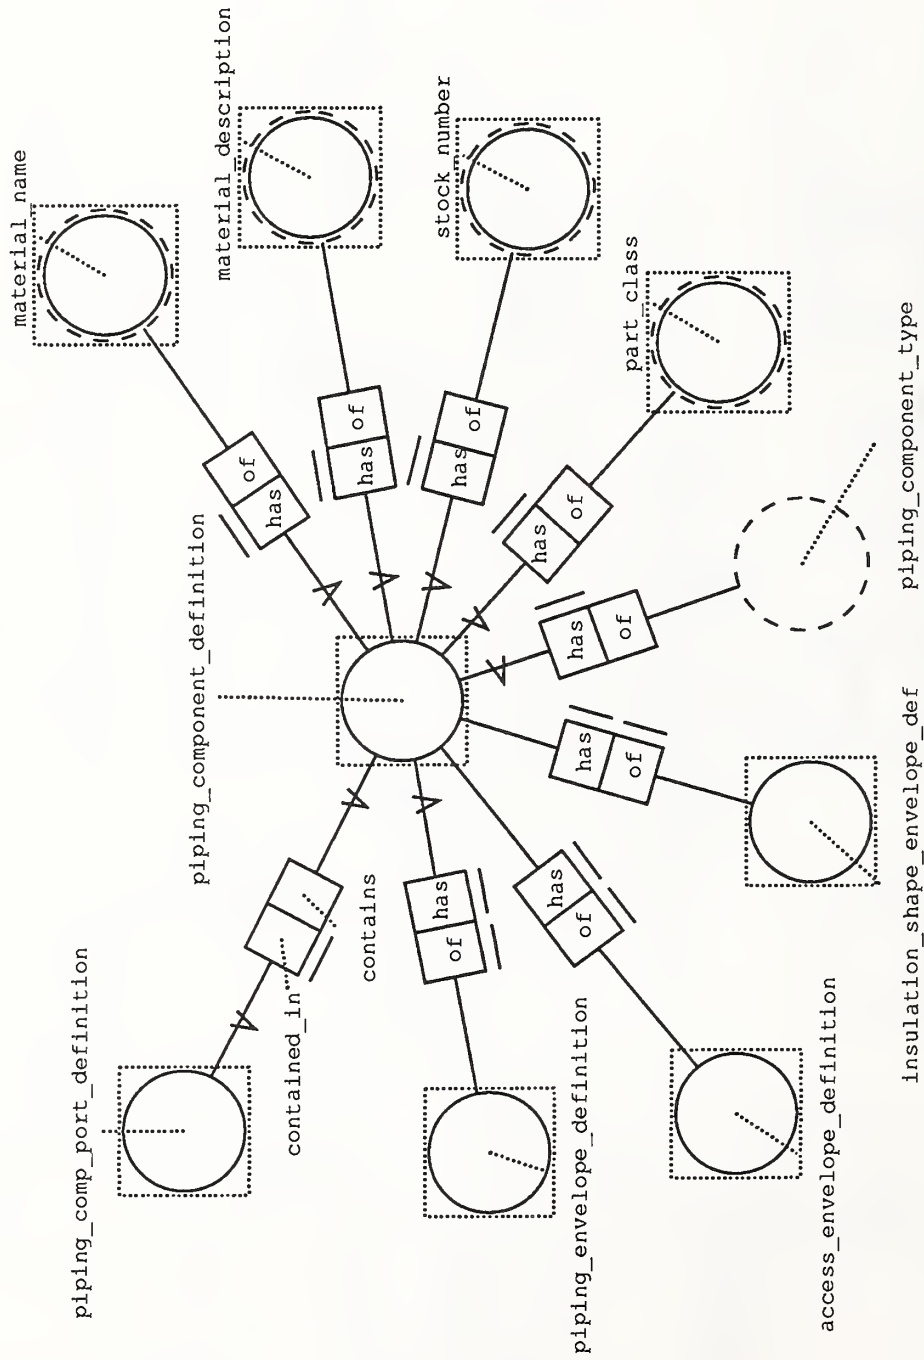 material_name
material_description
stock_number
part_class
piping_component_type
insulation_shape_envelope_def
access_envelope_definition
piping_envelope_definition
piping_comp_port_definition
piping_component_definition
contained_in
contains
has
of
has
of
has
of
has
of
has
of
has
of
has
of
has
of